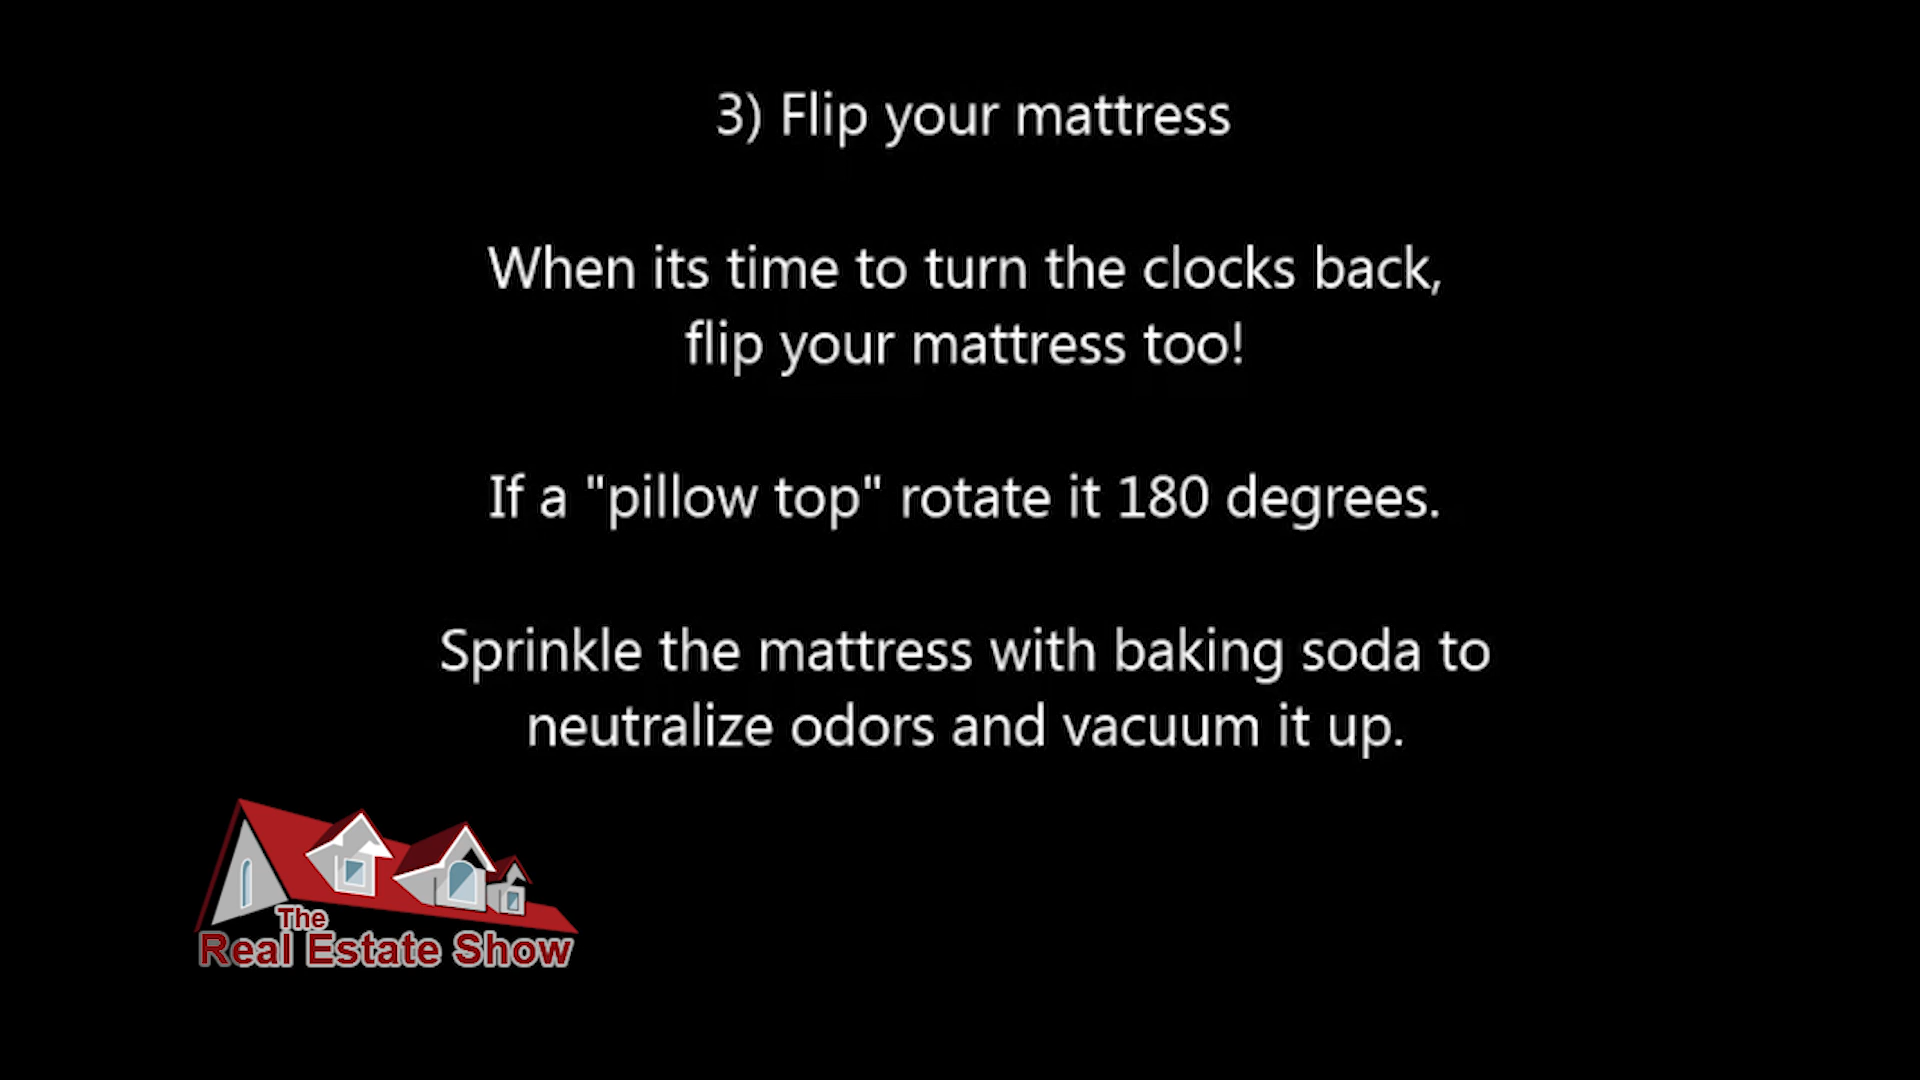 3) Flip your mattress
When its time to turn the clocks back,
flip your mattress too!
If a "pillow top" rotate it 180 degrees.
Sprinkle the mattress with baking soda to
neutralize odors and vacuum it up.
The
Real Estate Show